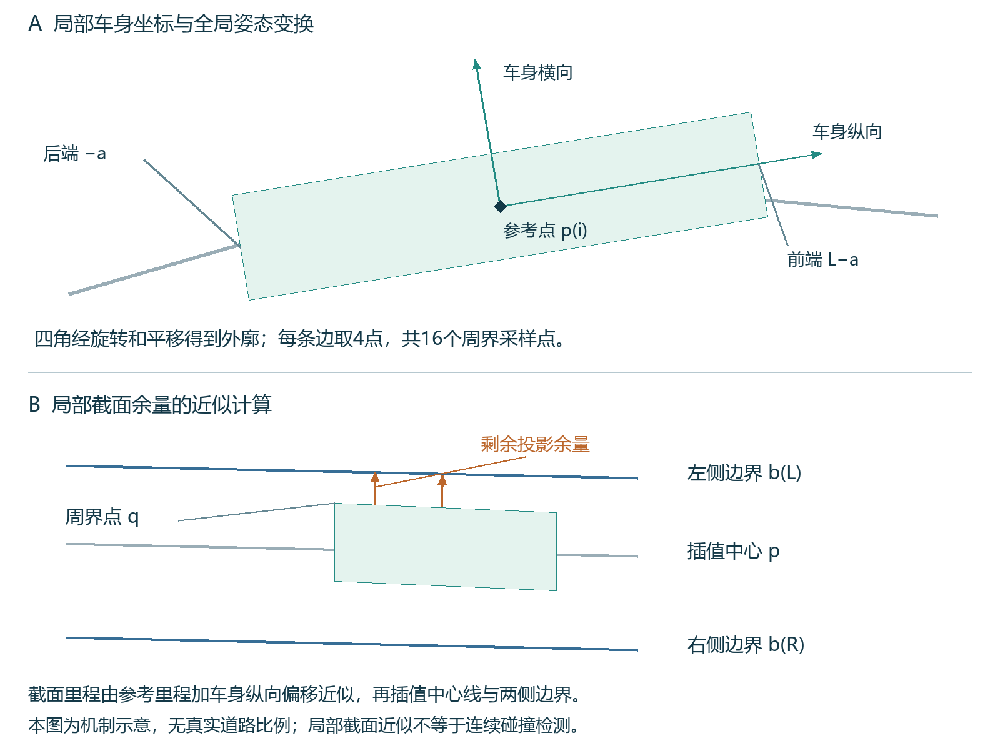 A 局部车身坐标与全局姿态变换
车身横向
车身纵向
后端 −a
参考点 p(i)
前端 L−a
四角经旋转和平移得到外廓；每条边取4点，共16个周界采样点。
B 局部截面余量的近似计算
剩余投影余量
左侧边界 b(L)
周界点 q
插值中心 p
右侧边界 b(R)
截面里程由参考里程加车身纵向偏移近似，再插值中心线与两侧边界。
本图为机制示意，无真实道路比例；局部截面近似不等于连续碰撞检测。